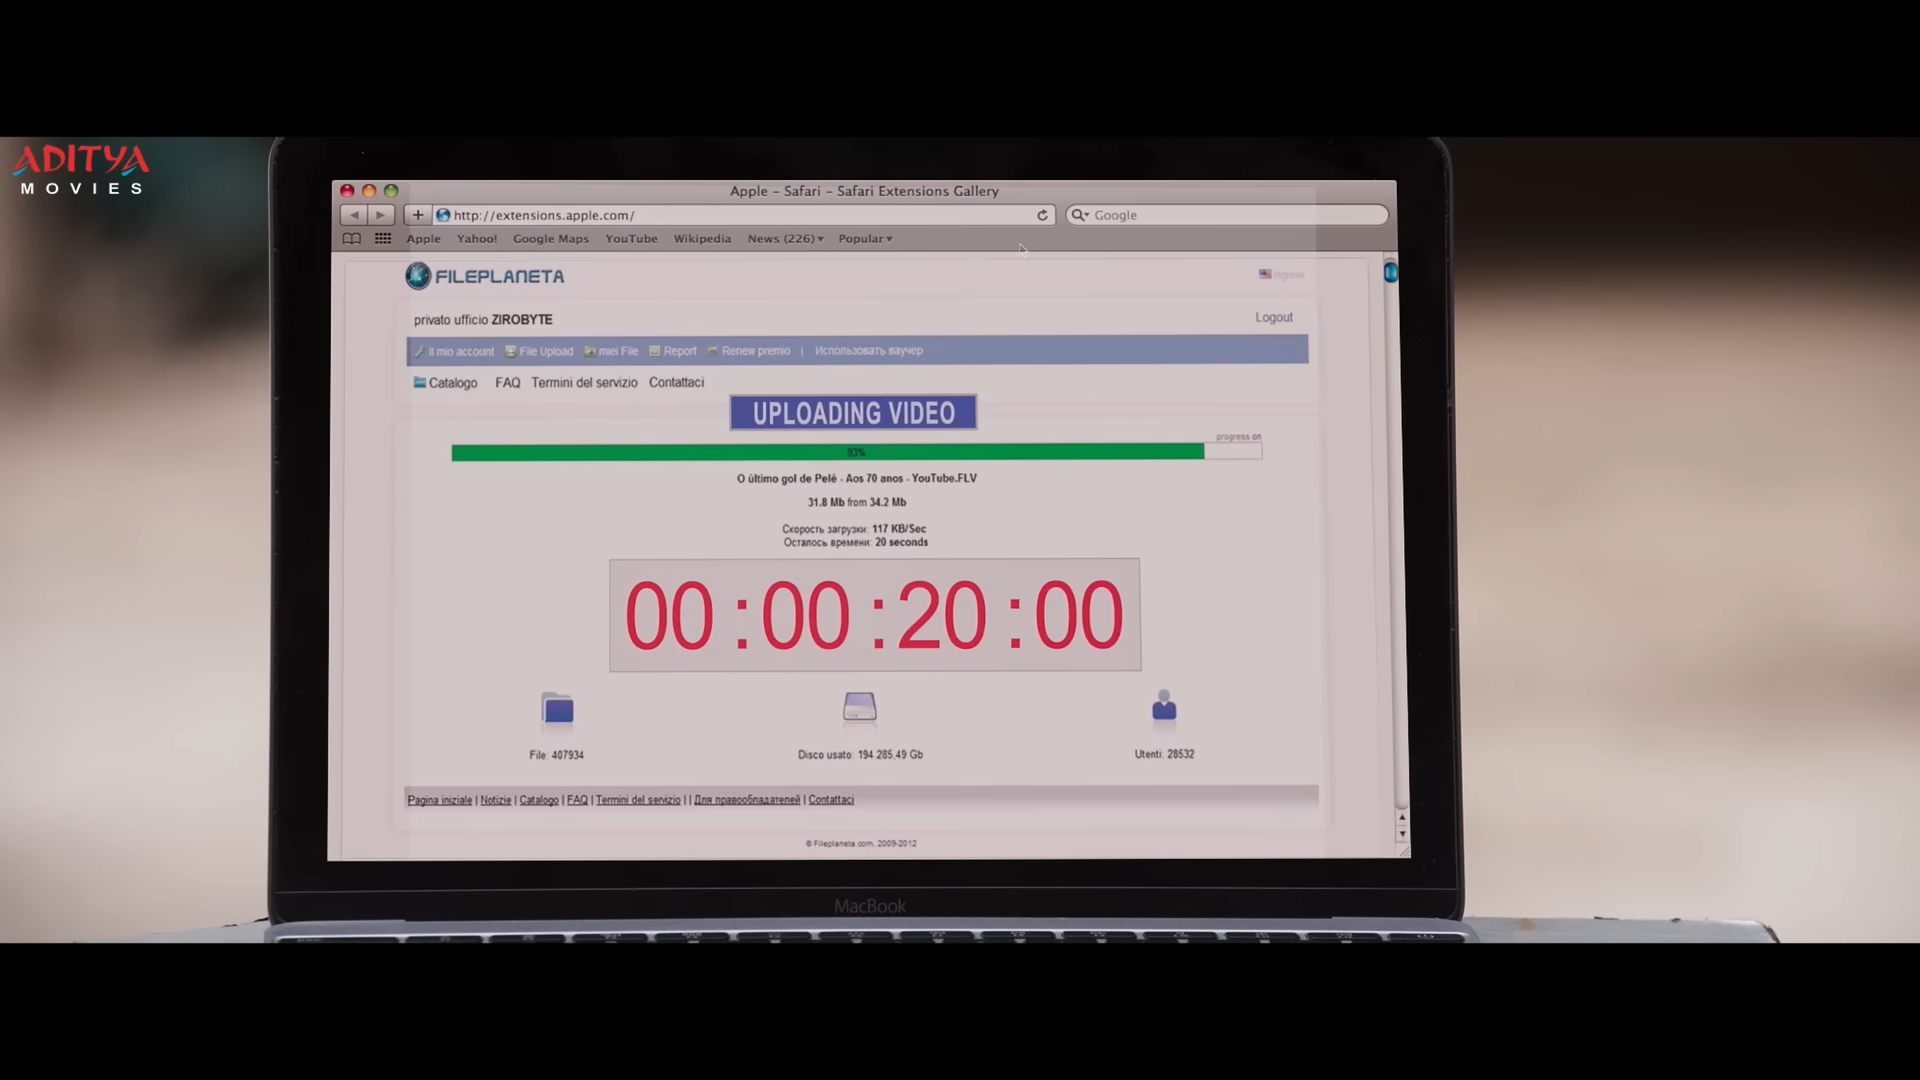 ADITYA
MOVIES
Apple – Safari – Safari Extensions Gallery
http://extensions.apple.com/
Google
Apple Yahoo! Google Maps YouTube Wikipedia News (226)▾ Popular▾
FILEPLANETA
Inglese
privato ufficio ZIROBYTE
Logout
Il mio account File Upload miei File Report Renew premio | Использовать ваучер
Catalogo FAQ Termini del servizio Contattaci
UPLOADING VIDEO
progress on
93%
O último gol de Pelé - Aos 70 anos - YouTube.FLV
31.8 Mb from 34.2 Mb
Скорость загрузки: 117 KB/Sec
Осталось времени: 20 seconds
00:00:20:00
File: 407934
Disco usato: 194.285,49 Gb
Utenti: 28532
Pagina iniziale | Notizie | Catalogo | FAQ | Termini del servizio | | Для правообладателей | Contattaci
© Fileplaneta.com, 2009-2012
MacBook